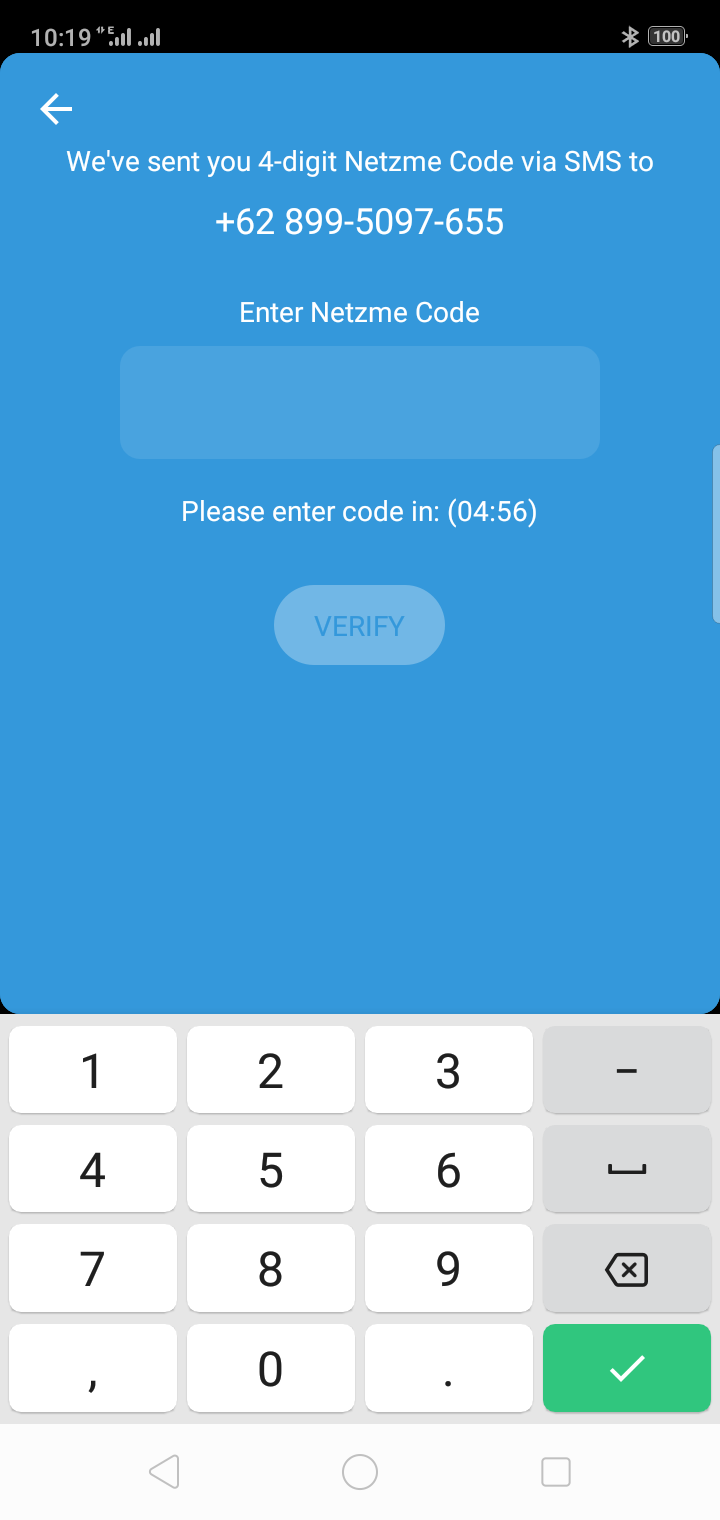 10:19 E 100
We've sent you 4-digit Netzme Code via SMS to
+62 899-5097-655
Enter Netzme Code
Please enter code in: (04:56)
VERIFY
1 2 3 –
4 5 6
7 8 9
, 0 .